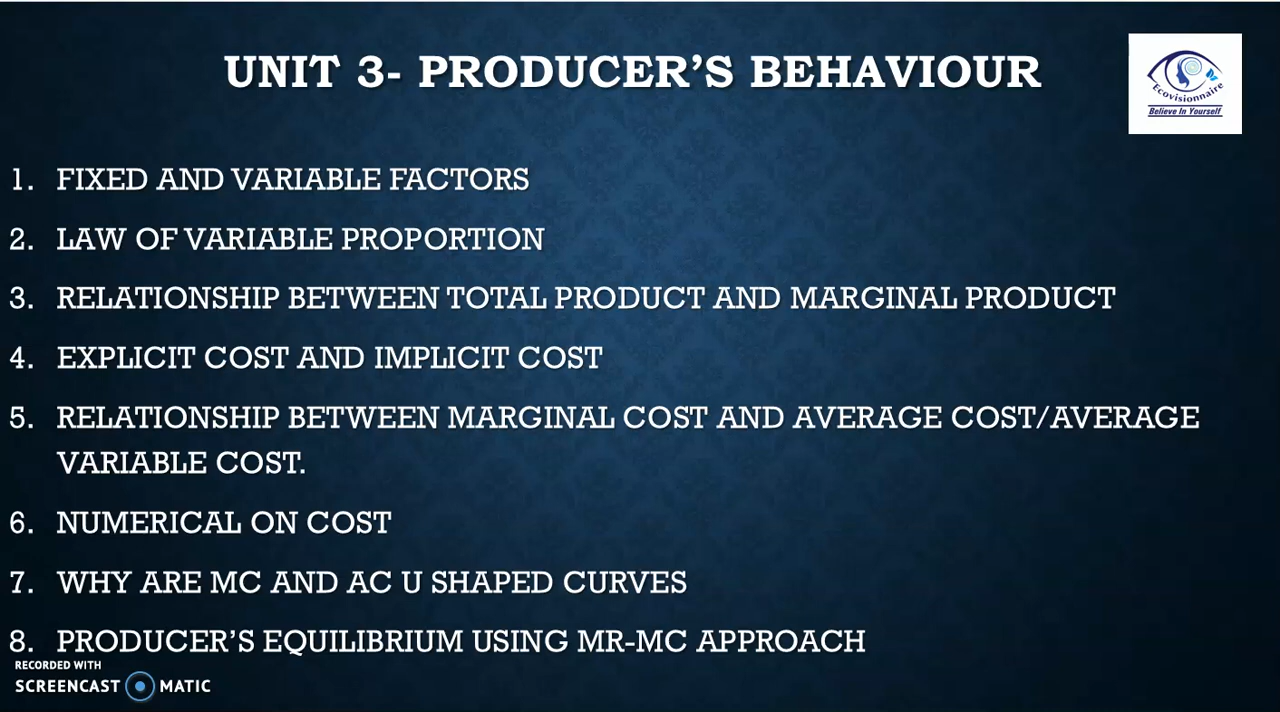 UNIT 3- PRODUCER'S BEHAVIOUR
Ecovisionnaire
Believe In Yourself
1. FIXED AND VARIABLE FACTORS
2. LAW OF VARIABLE PROPORTION
3. RELATIONSHIP BETWEEN TOTAL PRODUCT AND MARGINAL PRODUCT
4. EXPLICIT COST AND IMPLICIT COST
5. RELATIONSHIP BETWEEN MARGINAL COST AND AVERAGE COST/AVERAGE
VARIABLE COST.
6. NUMERICAL ON COST
7. WHY ARE MC AND AC U SHAPED CURVES
8. PRODUCER'S EQUILIBRIUM USING MR-MC APPROACH
RECORDED WITH
SCREENCAST MATIC